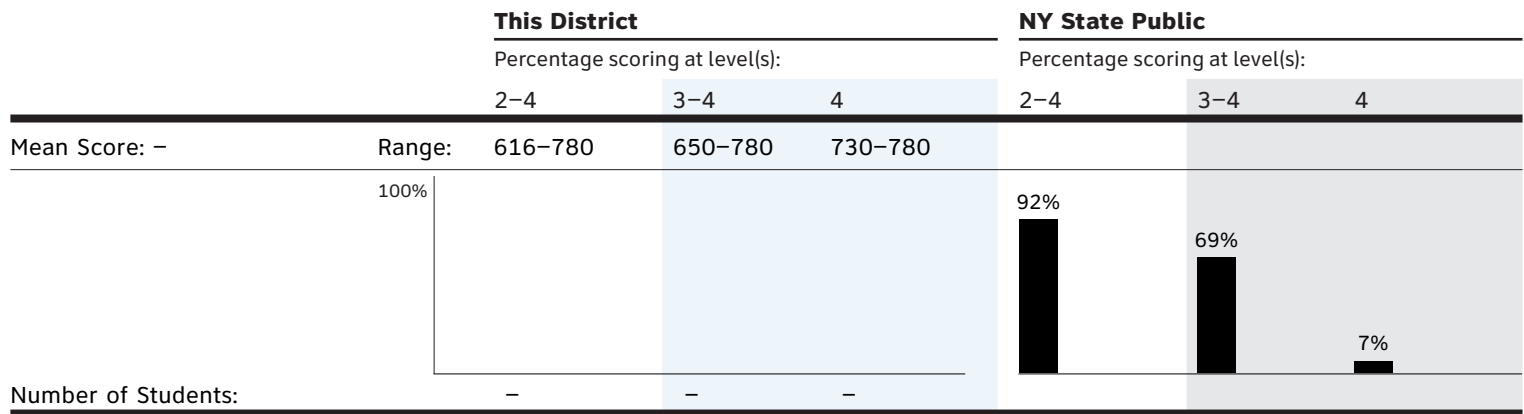 This District NY State Public
Percentage scoring at level(s): Percentage scoring at level(s):
2–4 3–4 4 2–4 3–4 4
Mean Score: – Range: 616–780 650–780 730–780
100%
92%
69%
7%
Number of Students: – – –